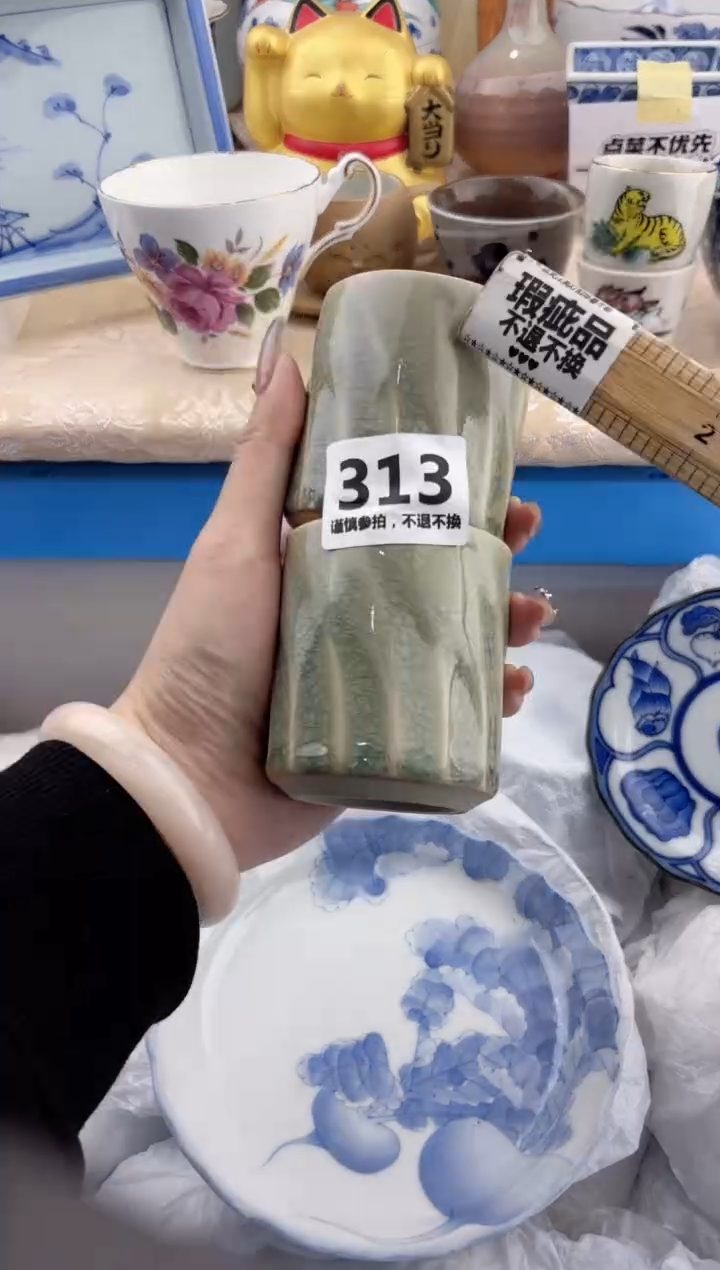 大当り
点菜不优先
瑕疵品
不退不换
♥♥♥
2
313
谨慎参拍，不退不换